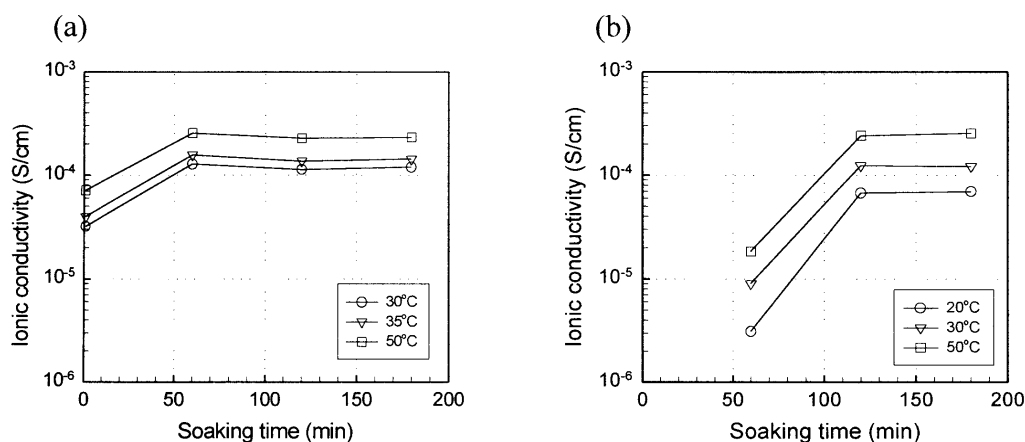 (a)
Ionic conductivity (S/cm)
10-3
10-4
10-5
10-6
30°C
35°C
50°C
0 50 100 150 200
Soaking time (min)
(b)
Ionic conductivity (S/cm)
10-3
10-4
10-5
10-6
20°C
30°C
50°C
0 50 100 150 200
Soaking time (min)